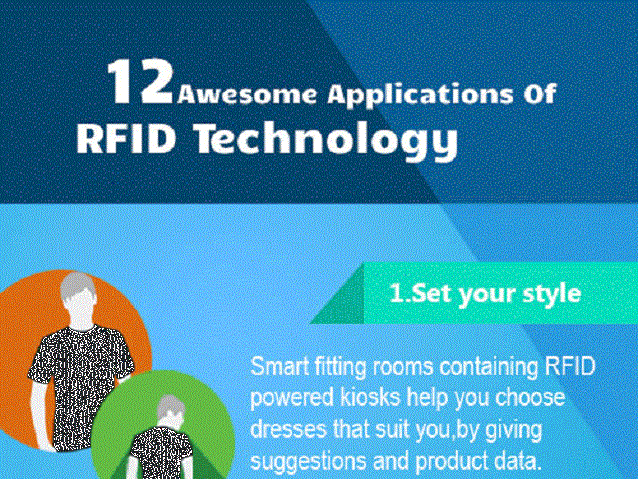 12 Awesome Applications Of
RFID Technology
1.Set your style
Smart fitting rooms containing RFID
powered kiosks help you choose
dresses that suit you,by giving
suggestions and product data.